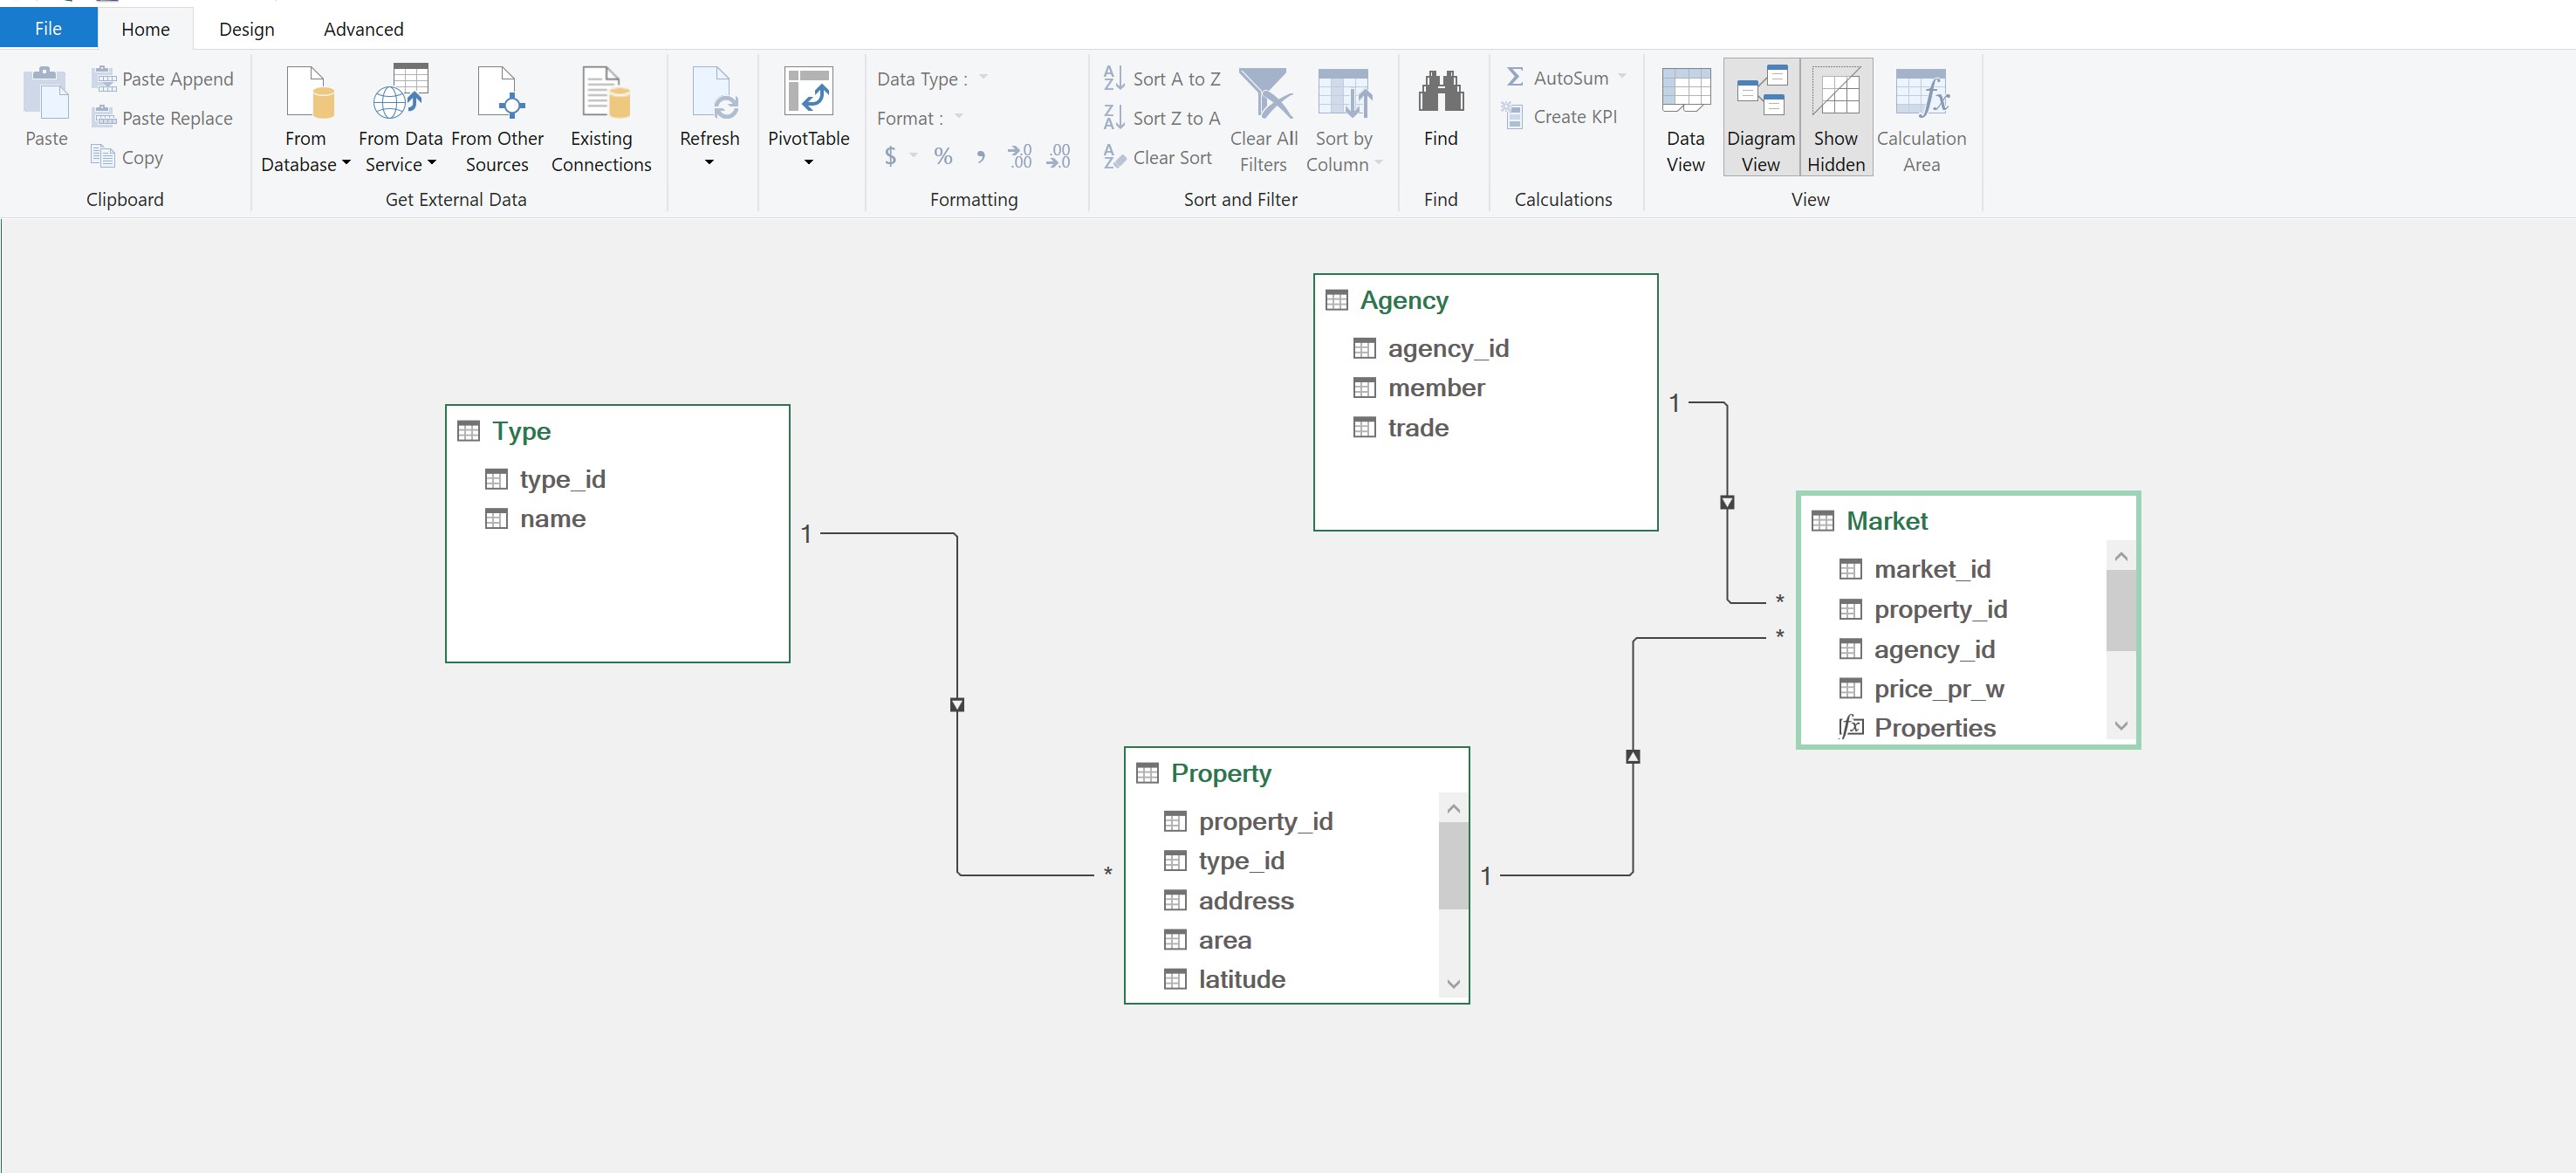 File Home Design Advanced
Paste
Paste Append
Paste Replace
Copy
Clipboard
From Database
From Data Service
From Other Sources
Existing Connections
Get External Data
Refresh
PivotTable
Data Type :
Format :
$ % , →.0 .00 .00 →.0
Formatting
Sort A to Z
Sort Z to A
Clear Sort
Clear All Filters
Sort by Column
Sort and Filter
Find
Find
AutoSum
Create KPI
Calculations
Data View
Diagram View
Show Hidden
Calculation Area
View
Agency
agency_id
member
trade
1
Type
type_id
name
1
Market
market_id
property_id
agency_id
price_pr_w
fx Properties
*
*
Property
property_id
type_id
address
area
latitude
*
1